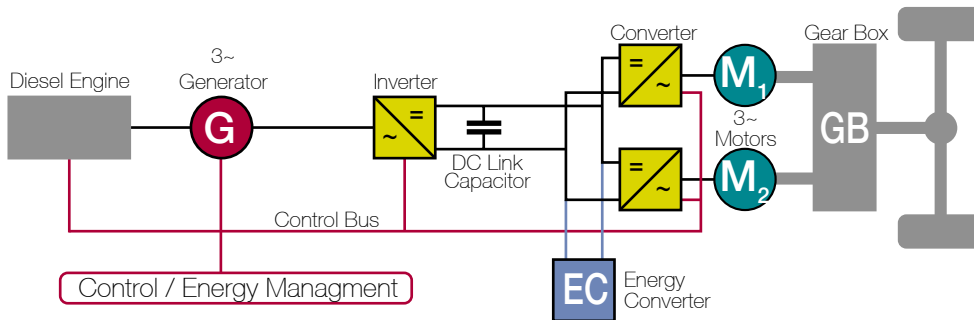 Diesel Engine
3~
Generator
G
Inverter
~ =
DC Link
Capacitor
Converter
= ~
= ~
M1
3~
Motors
M2
Gear Box
GB
Control Bus
Control / Energy Managment
EC
Energy
Converter